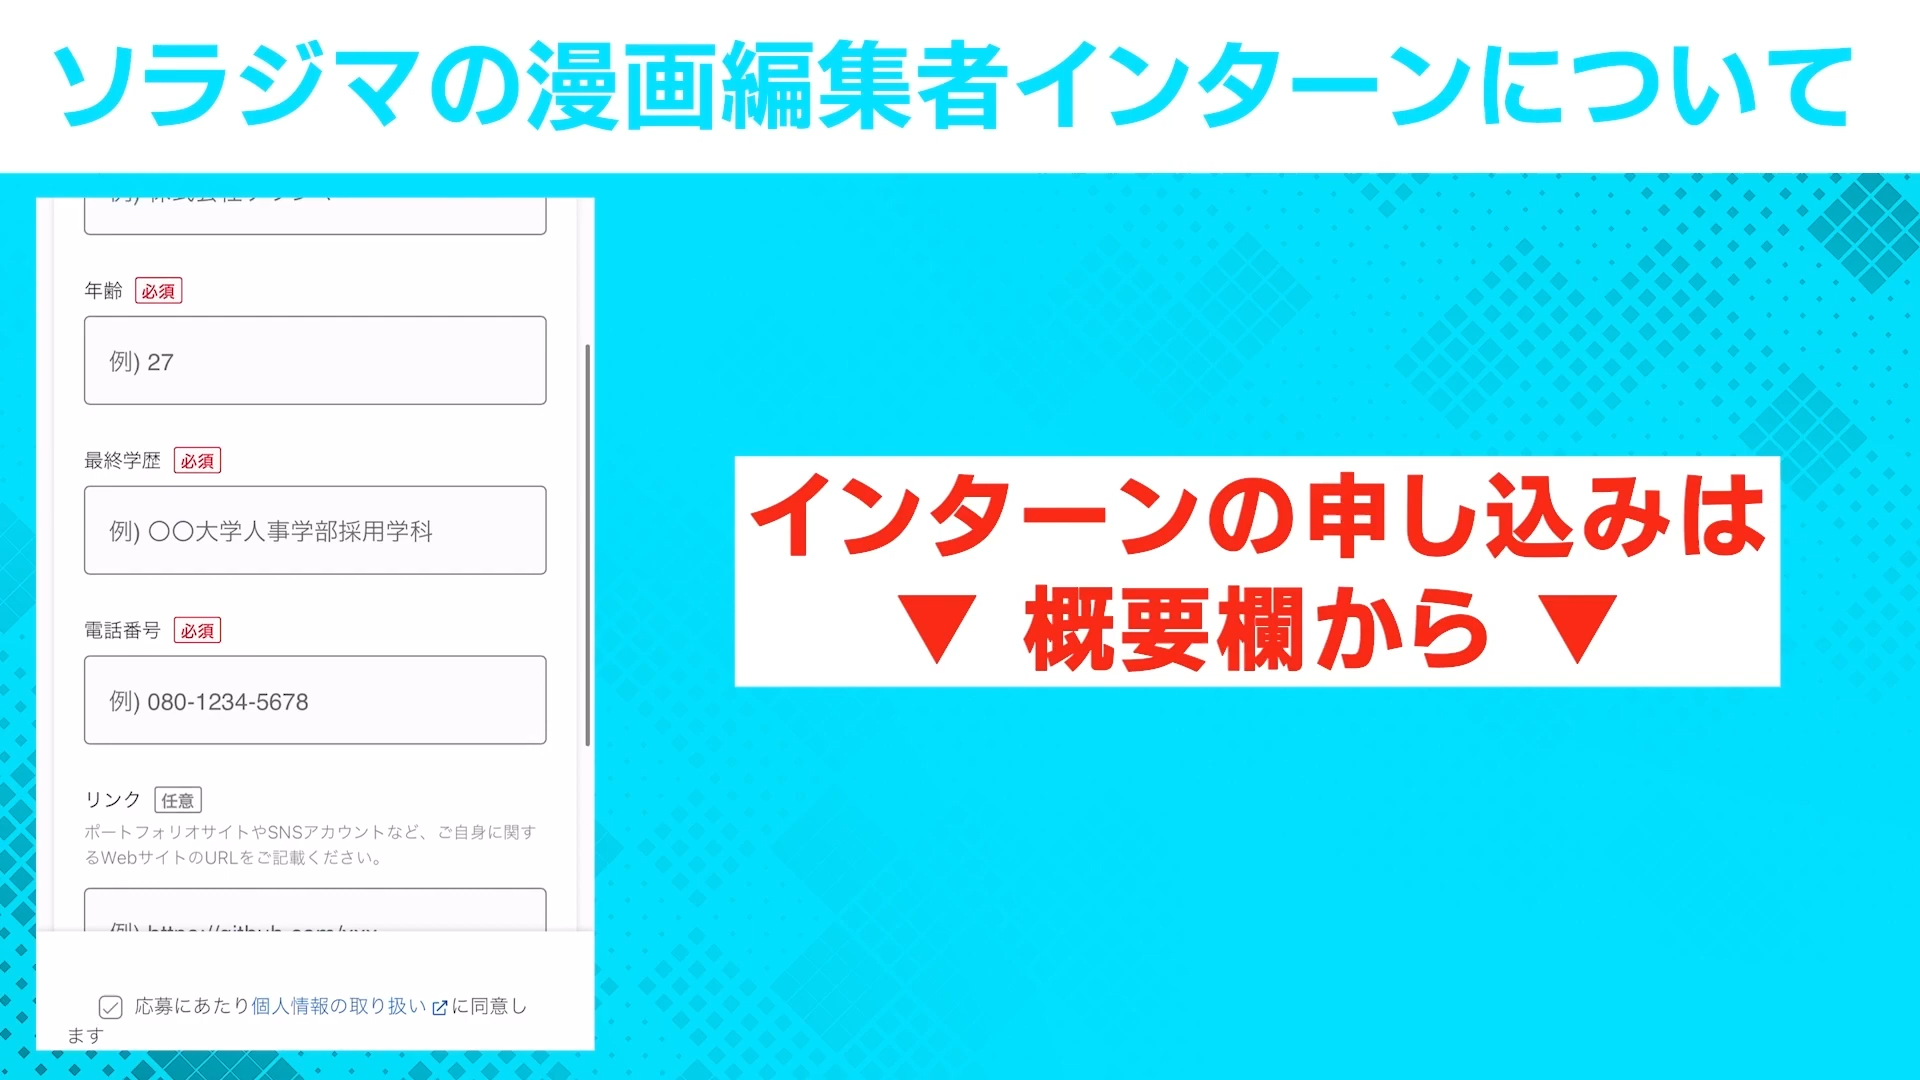 ソラジマの漫画編集者インターンについて
年齢 必須
例) 27
最終学歴 必須
例) 〇〇大学人事学部採用学科
電話番号 必須
例) 080-1234-5678
リンク 任意
ポートフォリオサイトやSNSアカウントなど、ご自身に関す
るWebサイトのURLをご記載ください。
例) https://github.com/xxx
応募にあたり個人情報の取り扱いに同意し
ます
インターンの申し込みは
▼ 概要欄から ▼